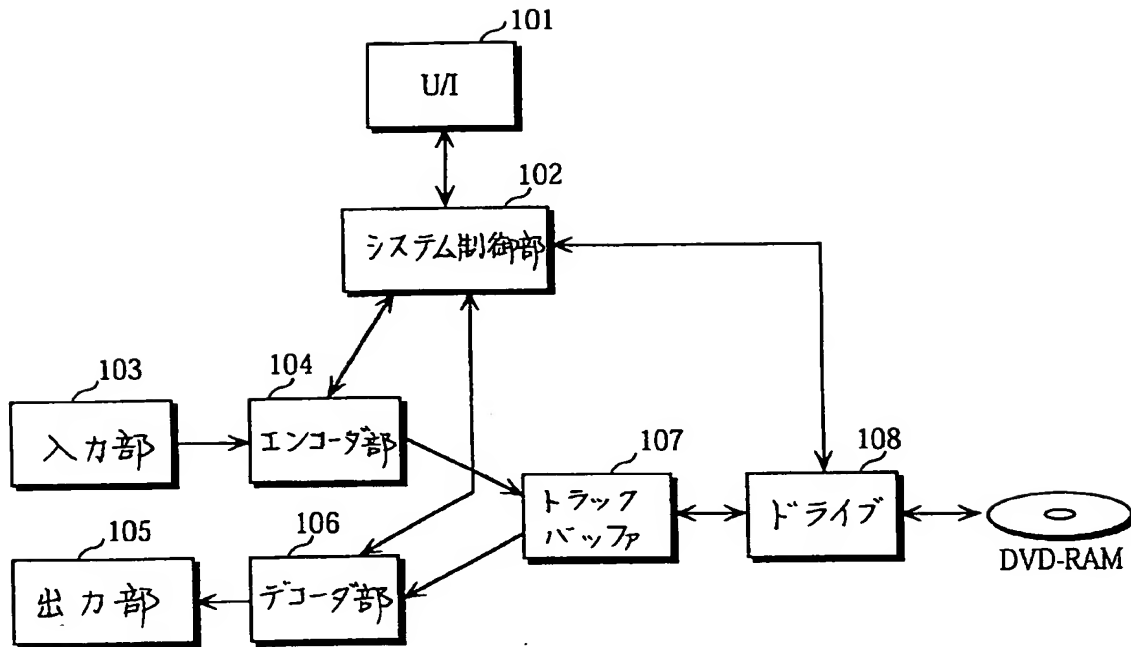 101
U/I
102
システム制御部
103
入力部
104
エンコーダ部
105
出力部
106
デコーダ部
107
トラック
バッファ
108
ドライブ
DVD-RAM